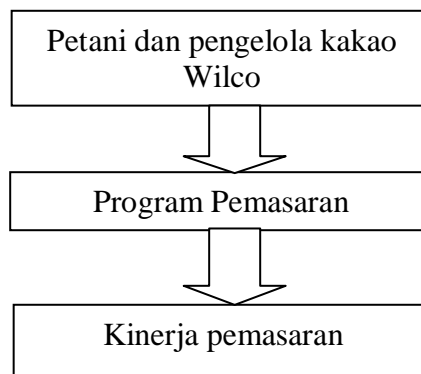 Petani dan pengelola kakao
Wilco
Program Pemasaran
Kinerja pemasaran